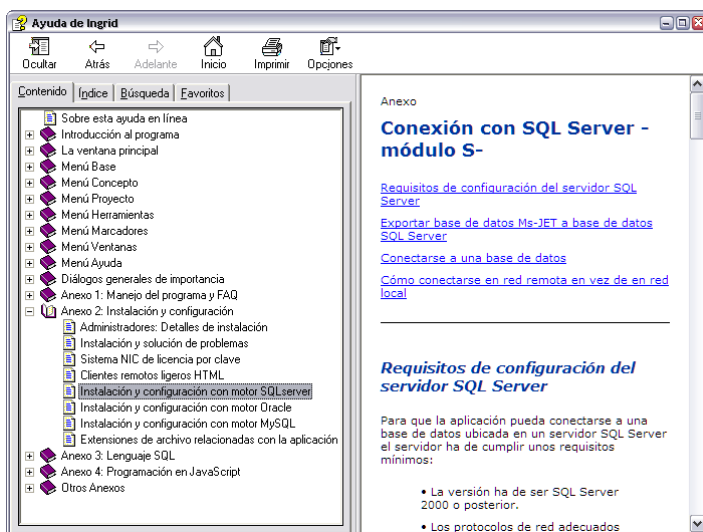 Ayuda de Ingrid
Ocultar Atrás Adelante Inicio Imprimir Opciones
Contenido Índice Búsqueda Favoritos
Sobre esta ayuda en línea
Introducción al programa
La ventana principal
Menú Base
Menú Concepto
Menú Proyecto
Menú Herramientas
Menú Marcadores
Menú Ventanas
Menú Ayuda
Diálogos generales de importancia
Anexo 1: Manejo del programa y FAQ
Anexo 2: Instalación y configuración
Administradores: Detalles de instalación
Instalación y solución de problemas
Sistema NIC de licencia por clave
Clientes remotos ligeros HTML
Instalación y configuración con motor SQLserver
Instalación y configuración con motor Oracle
Instalación y configuración con motor MySQL
Extensiones de archivo relacionadas con la aplicación
Anexo 3: Lenguaje SQL
Anexo 4: Programación en JavaScript
Otros Anexos
Anexo
Conexión con SQL Server -
módulo S-
Requisitos de configuración del servidor SQL
Server
Exportar base de datos Ms-JET a base de datos
SQL Server
Conectarse a una base de datos
Cómo conectarse en red remota en vez de en red
local
Requisitos de configuración del
servidor SQL Server
Para que la aplicación pueda conectarse a una
base de datos ubicada en un servidor SQL Server
el servidor ha de cumplir unos requisitos
mínimos:
• La versión ha de ser SQL Server
2000 o posterior.
• Los protocolos de red adecuados